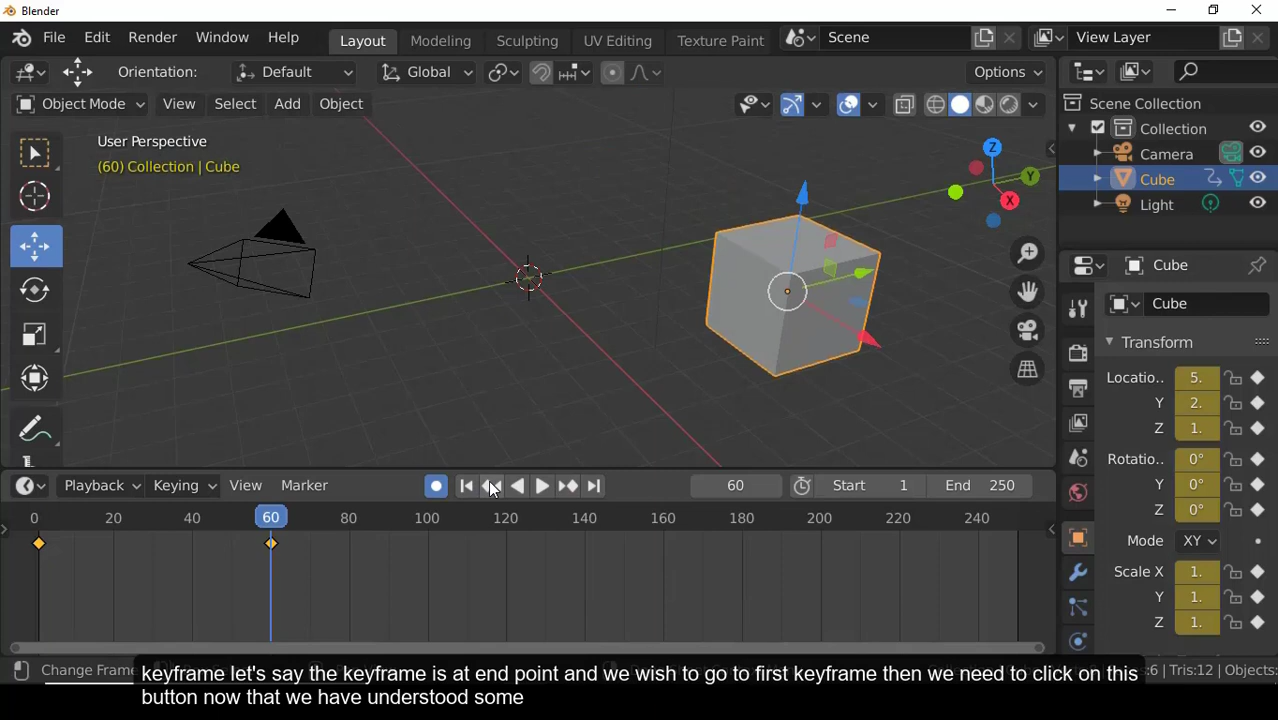 Blender
File Edit Render Window Help Layout Modeling Sculpting UV Editing Texture Paint Scene View Layer
Orientation: Default Global Options
Object Mode View Select Add Object
User Perspective
(60) Collection | Cube
Z
Y
X
Scene Collection
Collection
Camera
Cube
Light
Cube
Cube
Transform
Locatio.. 5.
Y 2.
Z 1.
Rotatio.. 0°
Y 0°
Z 0°
Mode XY
Scale X 1.
Y 1.
Z 1.
Playback Keying View Marker 60 Start 1 End 250
0 20 40 60 80 100 120 140 160 180 200 220 240
Change Fram :6 | Tris:12 | Objects:
keyframe let's say the keyframe is at end point and we wish to go to first keyframe then we need to click on this
button now that we have understood some